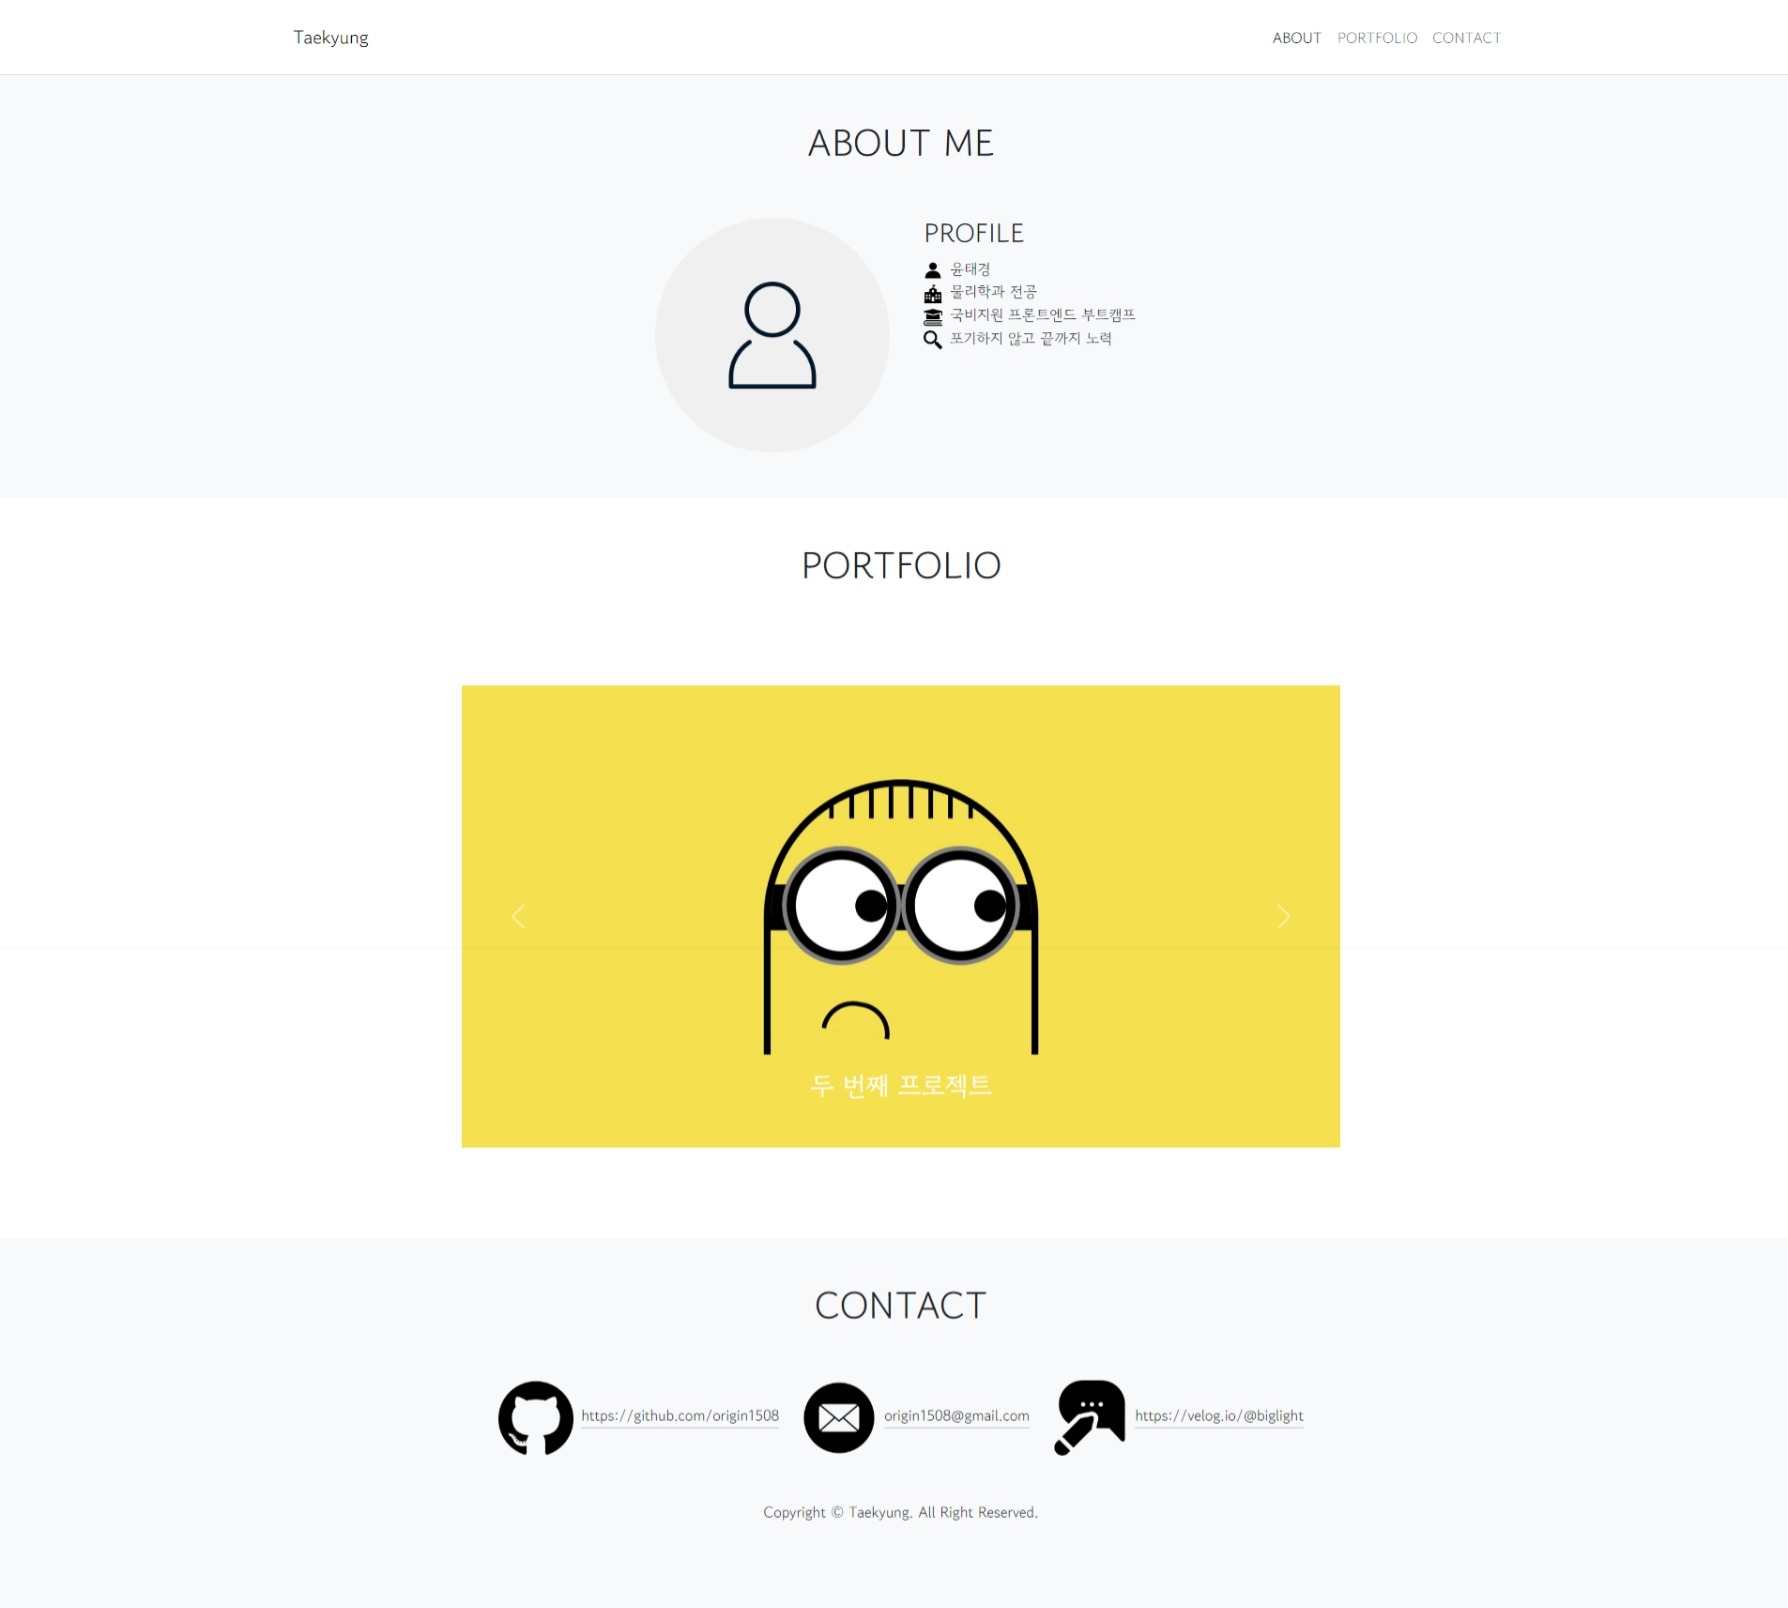 Taekyung
ABOUT PORTFOLIO CONTACT
ABOUT ME
PROFILE
윤태경
물리학과 전공
국비지원 프론트엔드 부트캠프
포기하지 않고 끝까지 노력
PORTFOLIO
두 번째 프로젝트
CONTACT
https://github.com/origin1508
origin1508@gmail.com
https://velog.io/@biglight
Copyright © Taekyung. All Right Reserved.